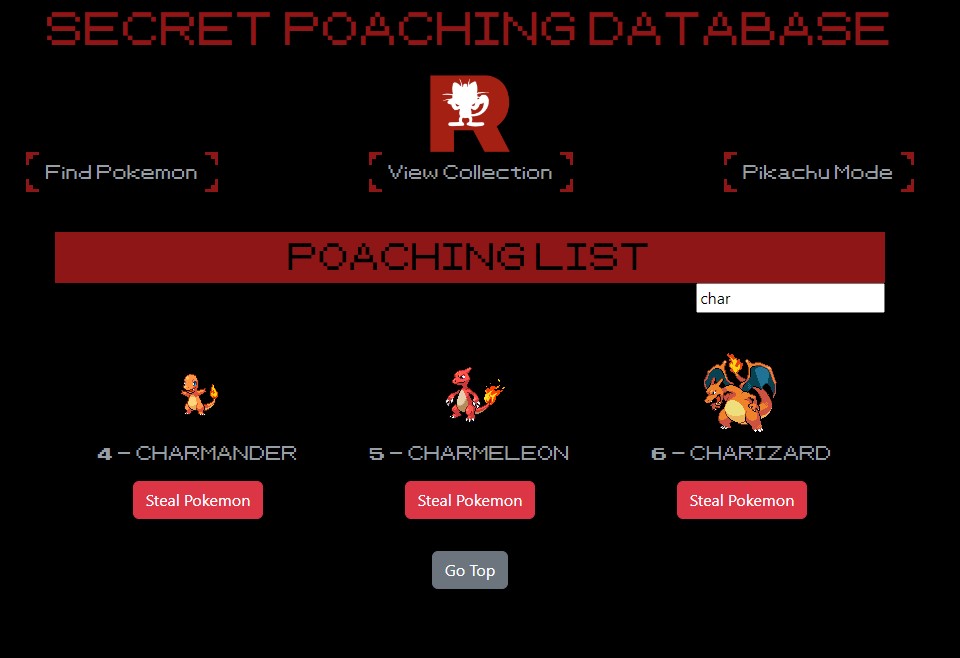 SECRET POACHING DATABASE
R
Find Pokemon
View Collection
Pikachu Mode
POACHING LIST
char
4 - CHARMANDER
5 - CHARMELEON
6 - CHARIZARD
Steal Pokemon
Steal Pokemon
Steal Pokemon
Go Top